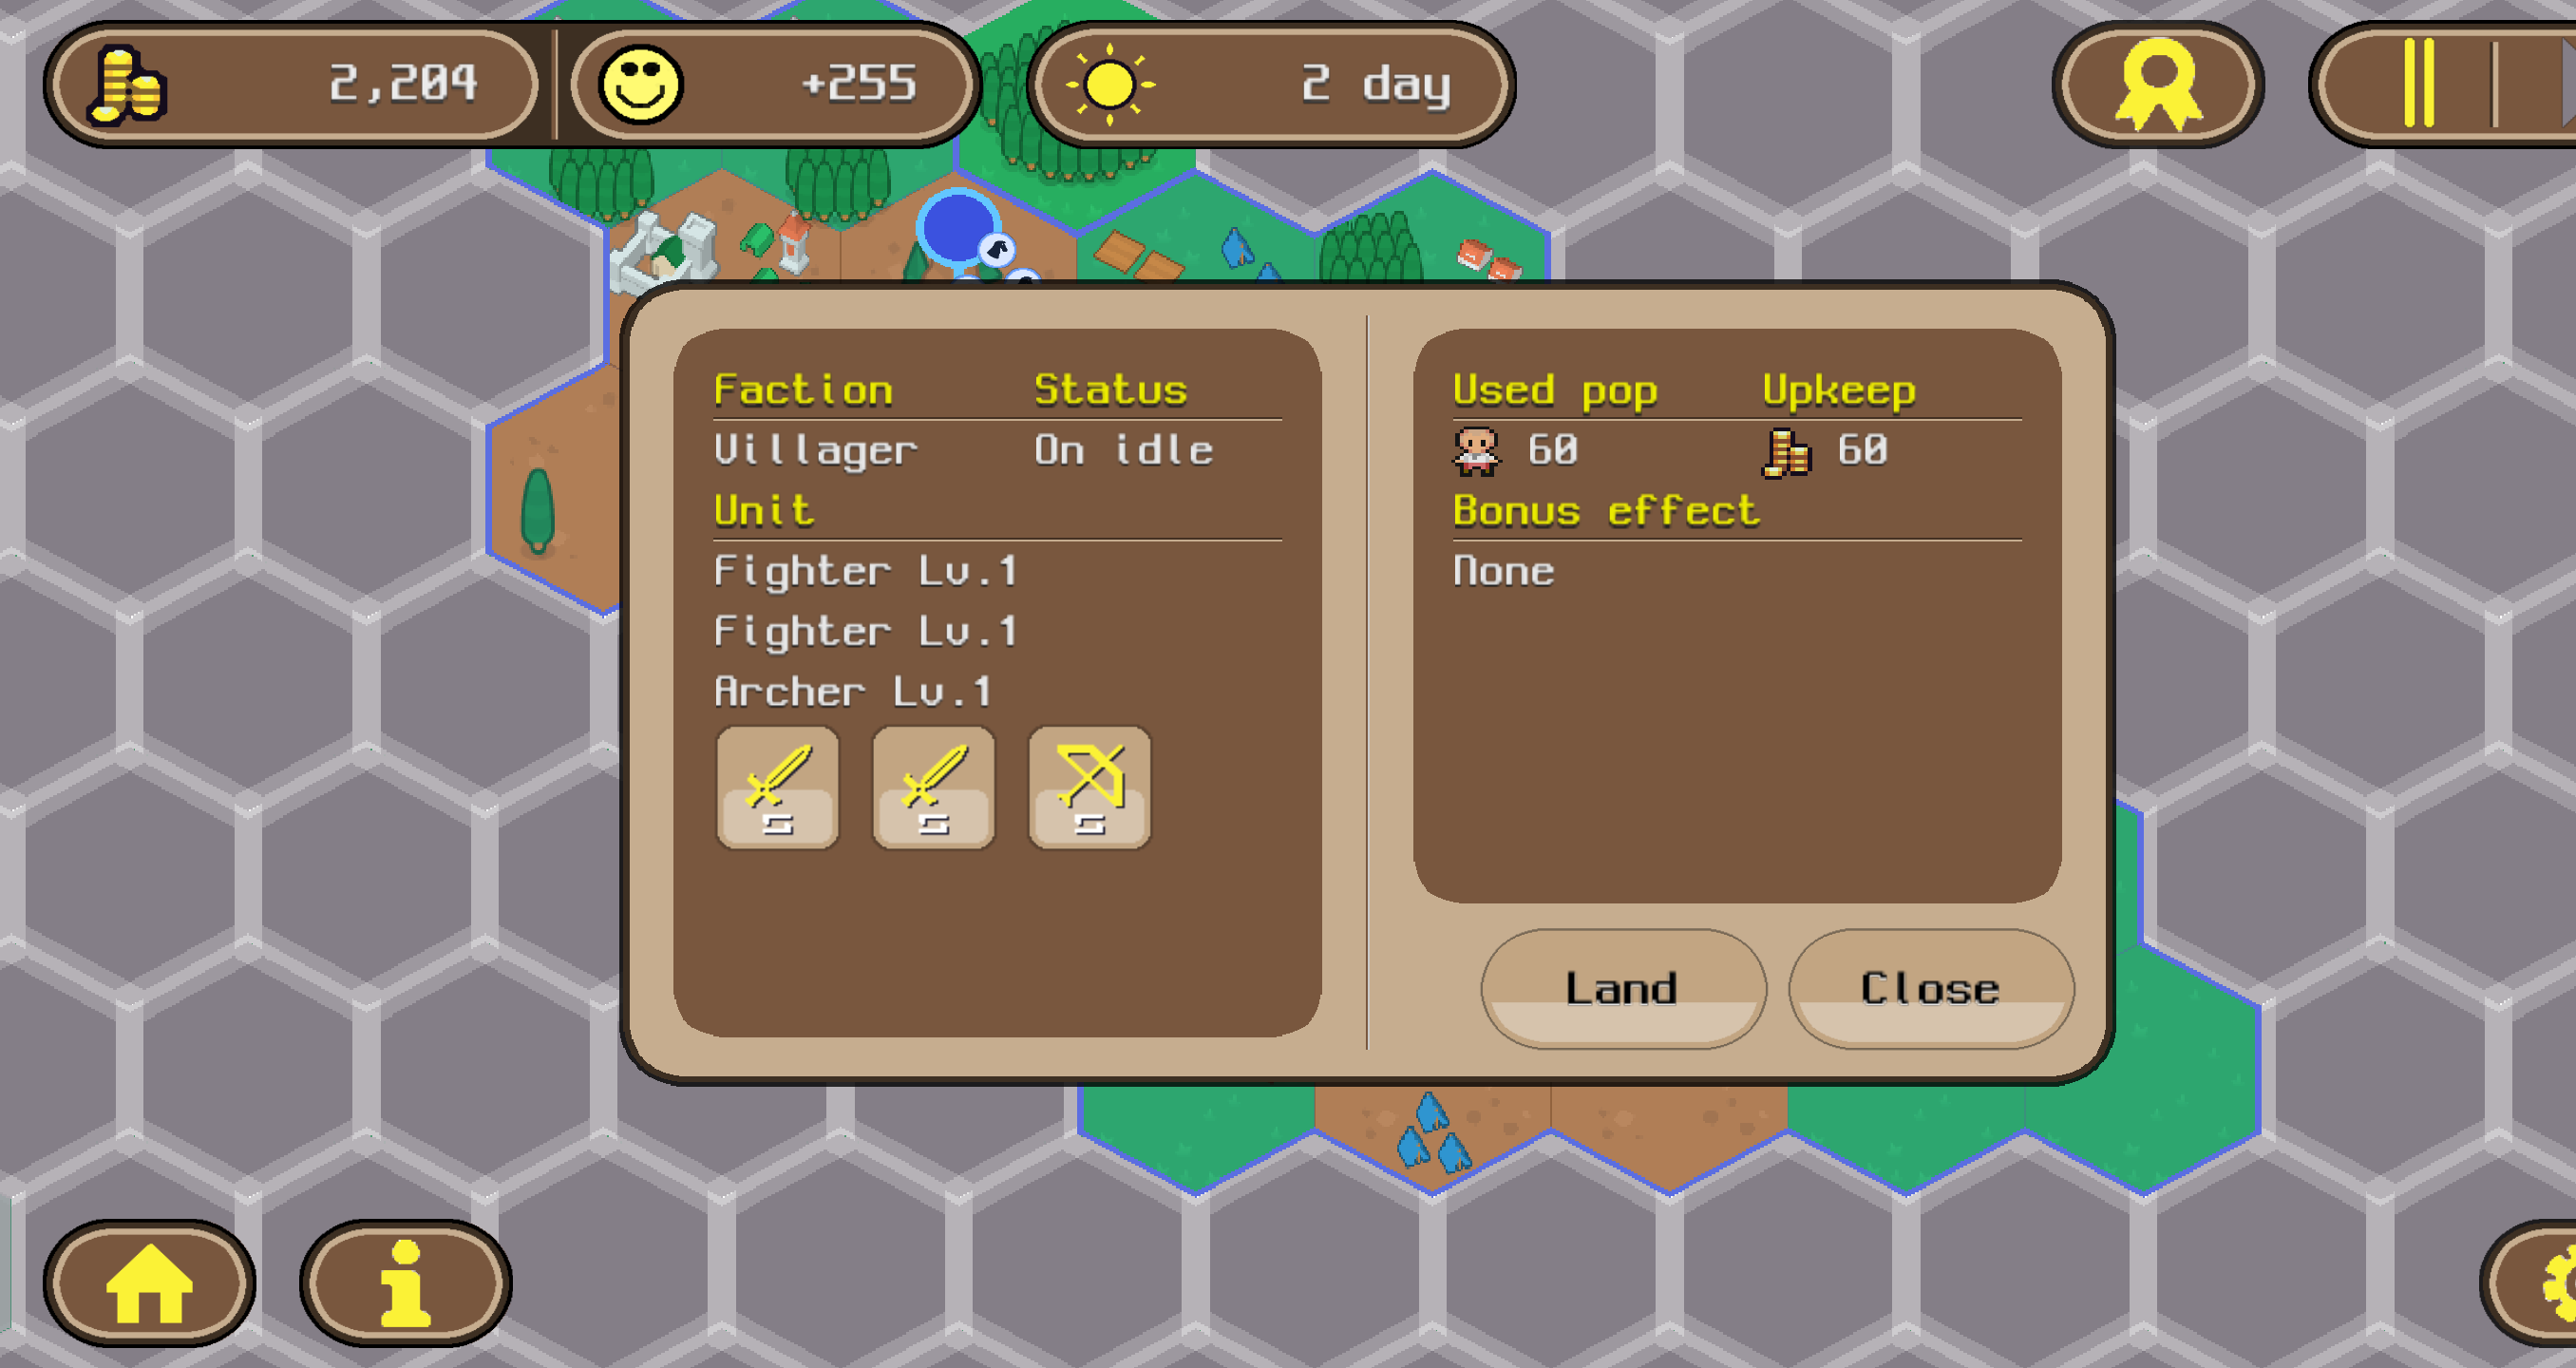 2,204
+255
2 day
Faction Status
Villager On idle
Unit
Fighter Lv.1
Fighter Lv.1
Archer Lv.1
S S S
Used pop Upkeep
60 60
Bonus effect
None
Land Close